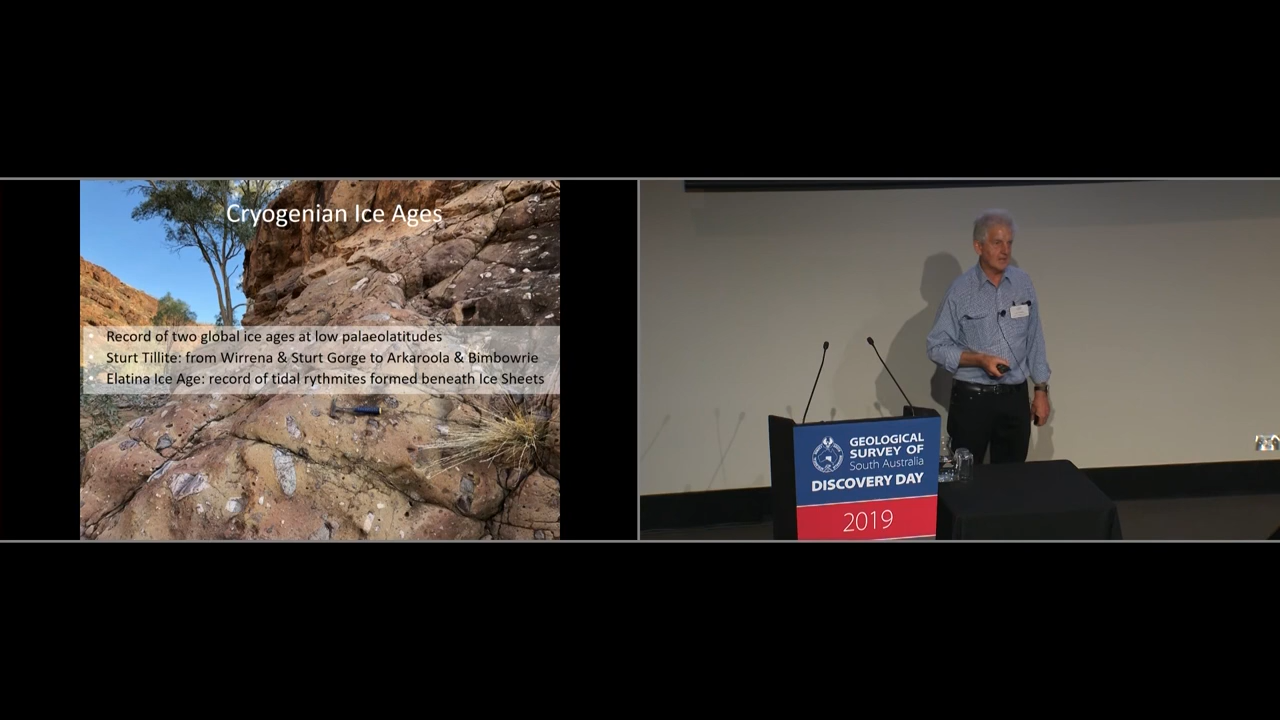 Cryogenian Ice Ages
• Record of two global ice ages at low palaeolatitudes
• Sturt Tillite: from Wirrena & Sturt Gorge to Arkaroola & Bimbowrie
• Elatina Ice Age: record of tidal rythmites formed beneath Ice Sheets
GEOLOGICAL
SURVEY OF
South Australia
DISCOVERY DAY
2019